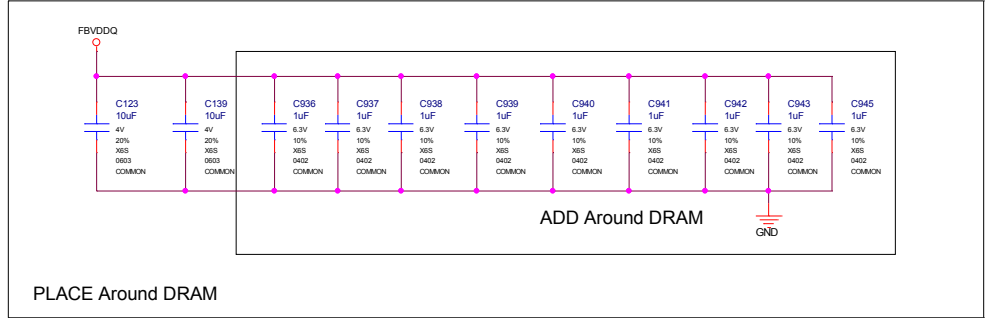 FBVDDQ
C123
10uF
4V
20%
X6S
0603
COMMON
C139
10uF
4V
20%
X6S
0603
COMMON
C936
1uF
6.3V
10%
X6S
0402
COMMON
C937
1uF
6.3V
10%
X6S
0402
COMMON
C938
1uF
6.3V
10%
X6S
0402
COMMON
C939
1uF
6.3V
10%
X6S
0402
COMMON
C940
1uF
6.3V
10%
X6S
0402
COMMON
C941
1uF
6.3V
10%
X6S
0402
COMMON
C942
1uF
6.3V
10%
X6S
0402
COMMON
C943
1uF
6.3V
10%
X6S
0402
COMMON
C945
1uF
6.3V
10%
X6S
0402
COMMON
ADD Around DRAM
GND
PLACE Around DRAM